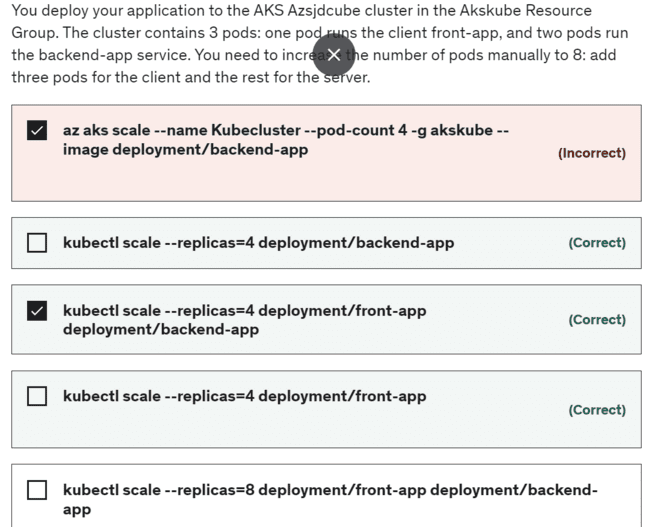 You deploy your application to the AKS Azsjdcube cluster in the Akskube Resource
Group. The cluster contains 3 pods: one pod runs the client front-app, and two pods run
the backend-app service. You need to increase the number of pods manually to 8: add
three pods for the client and the rest for the server.
az aks scale --name Kubecluster --pod-count 4 -g akskube --
image deployment/backend-app
(Incorrect)
kubectl scale --replicas=4 deployment/backend-app
(Correct)
kubectl scale --replicas=4 deployment/front-app
deployment/backend-app
(Correct)
kubectl scale --replicas=4 deployment/front-app
(Correct)
kubectl scale --replicas=8 deployment/front-app deployment/backend-
app